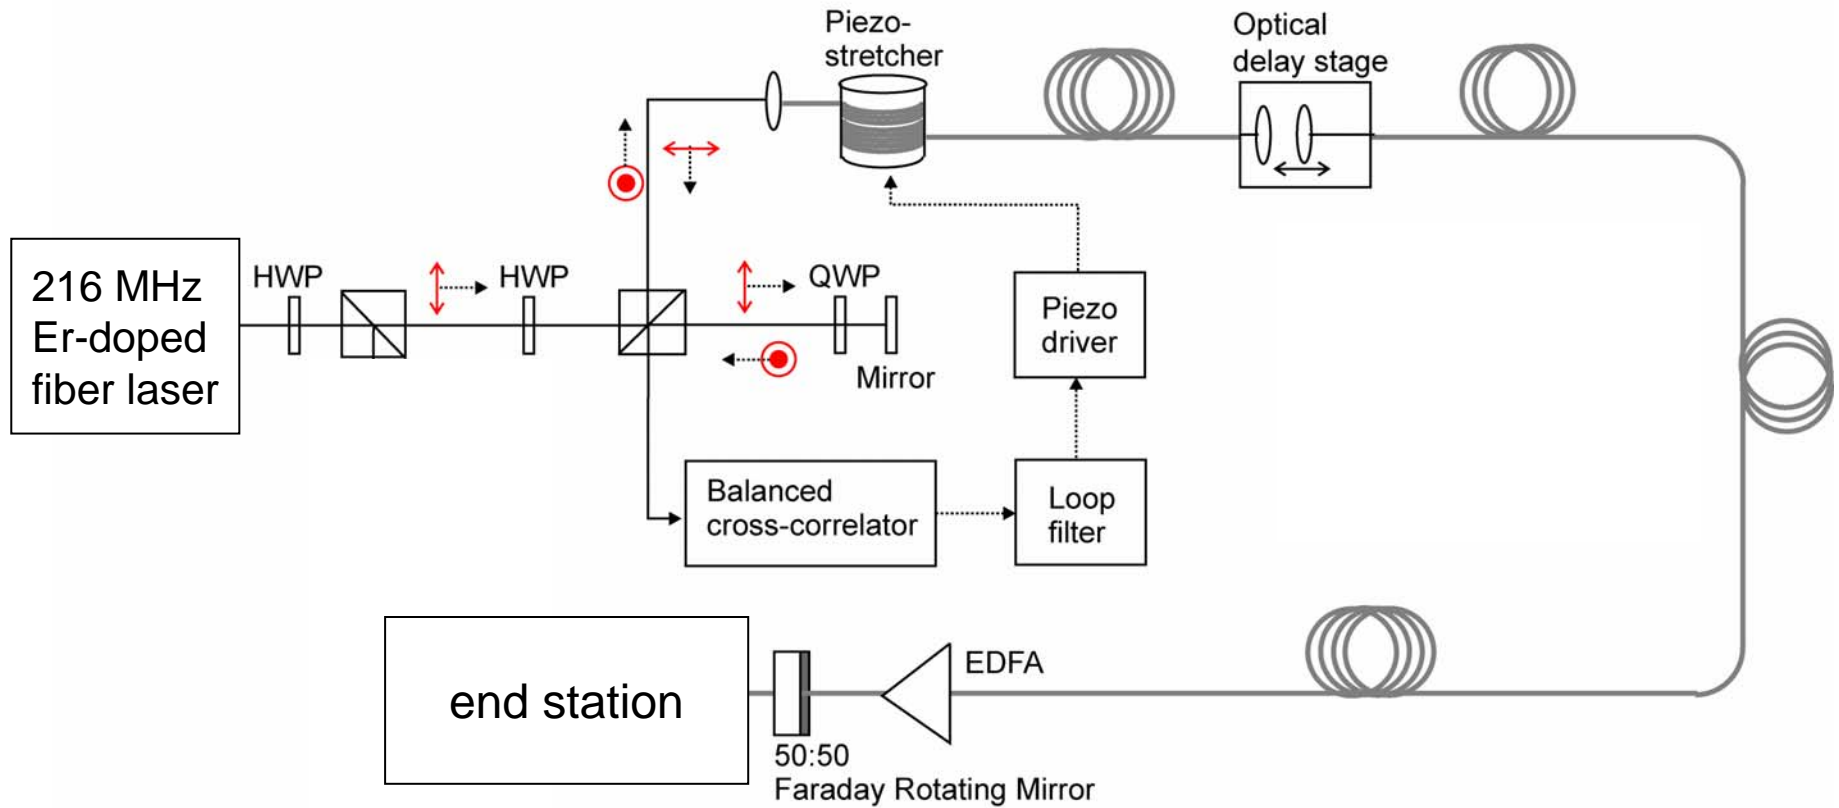 Piezo-
stretcher
Optical
delay stage
216 MHz
Er-doped
fiber laser
HWP
HWP
QWP
Mirror
Piezo
driver
Balanced
cross-correlator
Loop
filter
end station
EDFA
50:50
Faraday Rotating Mirror